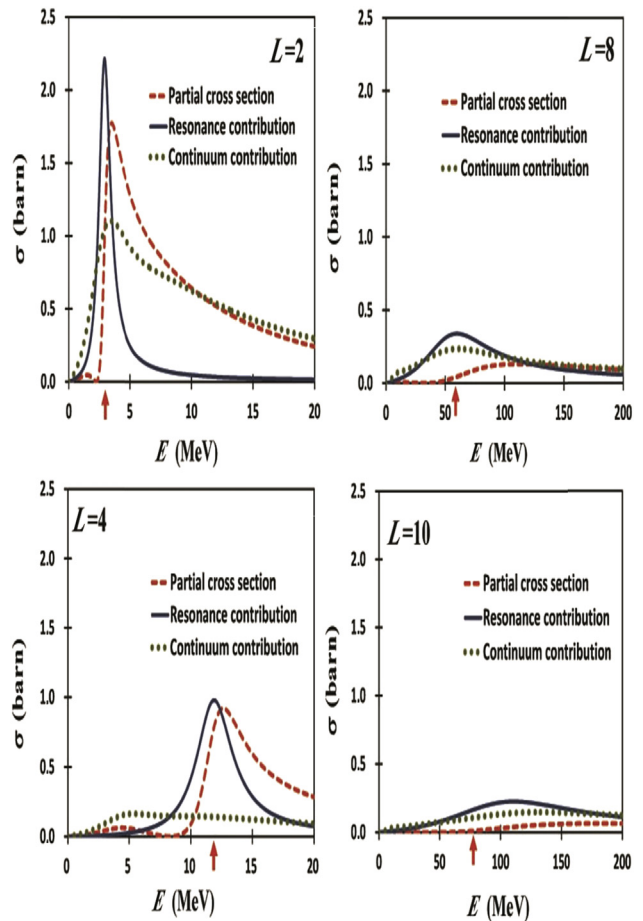 2.5
L=2
2.0
Partial cross section
Resonance contribution
Continuum contribution
1.5
1.0
0.5
0.0
0 5 10 15 20
σ (barn)
E (MeV)
2.5
L=8
2.0
Partial cross section
Resonance contribution
Continuum contribution
1.5
1.0
0.5
0.0
0 50 100 150 200
σ (barn)
E (MeV)
2.5
L=4
2.0
Partial cross section
Resonance contribution
Continuum contribution
1.5
1.0
0.5
0.0
0 5 10 15 20
σ (barn)
E (MeV)
2.5
L=10
2.0
Partial cross section
Resonance contribution
Continuum contribution
1.5
1.0
0.5
0.0
0 50 100 150 200
σ (barn)
E (MeV)